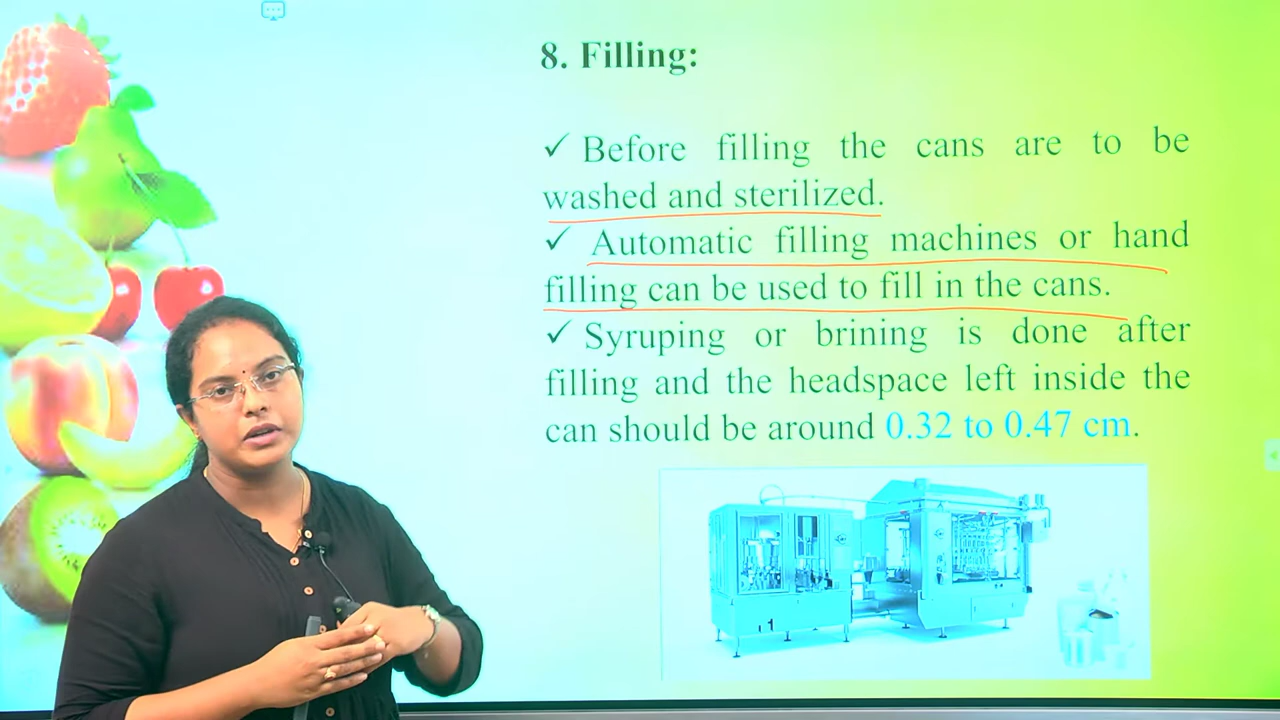 8. Filling:
✓ Before filling the cans are to be
washed and sterilized.
✓ Automatic filling machines or hand
filling can be used to fill in the cans.
✓ Syruping or brining is done after
filling and the headspace left inside the
can should be around 0.32 to 0.47 cm.